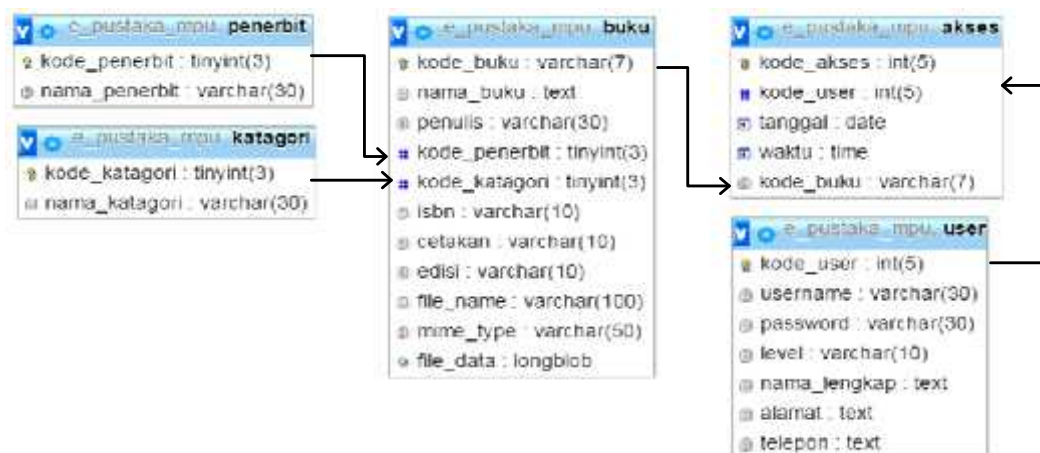 e_pustaka_mpu penerbit
kode_penerbit : tinyint(3)
nama_penerbit : varchar(30)
e_pustaka_mpu katagori
kode_katagori : tinyint(3)
nama_katagori : varchar(30)
e_pustaka_mpu buku
kode_buku : varchar(7)
nama_buku : text
penulis : varchar(30)
kode_penerbit : tinyint(3)
kode_katagori : tinyint(3)
isbn : varchar(10)
cetakan : varchar(10)
edisi : varchar(10)
file_name : varchar(100)
mime_type : varchar(50)
file_data : longblob
e_pustaka_mpu akses
kode_akses : int(5)
kode_user : int(5)
tanggal : date
waktu : time
kode_buku : varchar(7)
e_pustaka_mpu user
kode_user : int(5)
username : varchar(30)
password : varchar(30)
level : varchar(10)
nama_lengkap : text
alamat : text
telepon : text